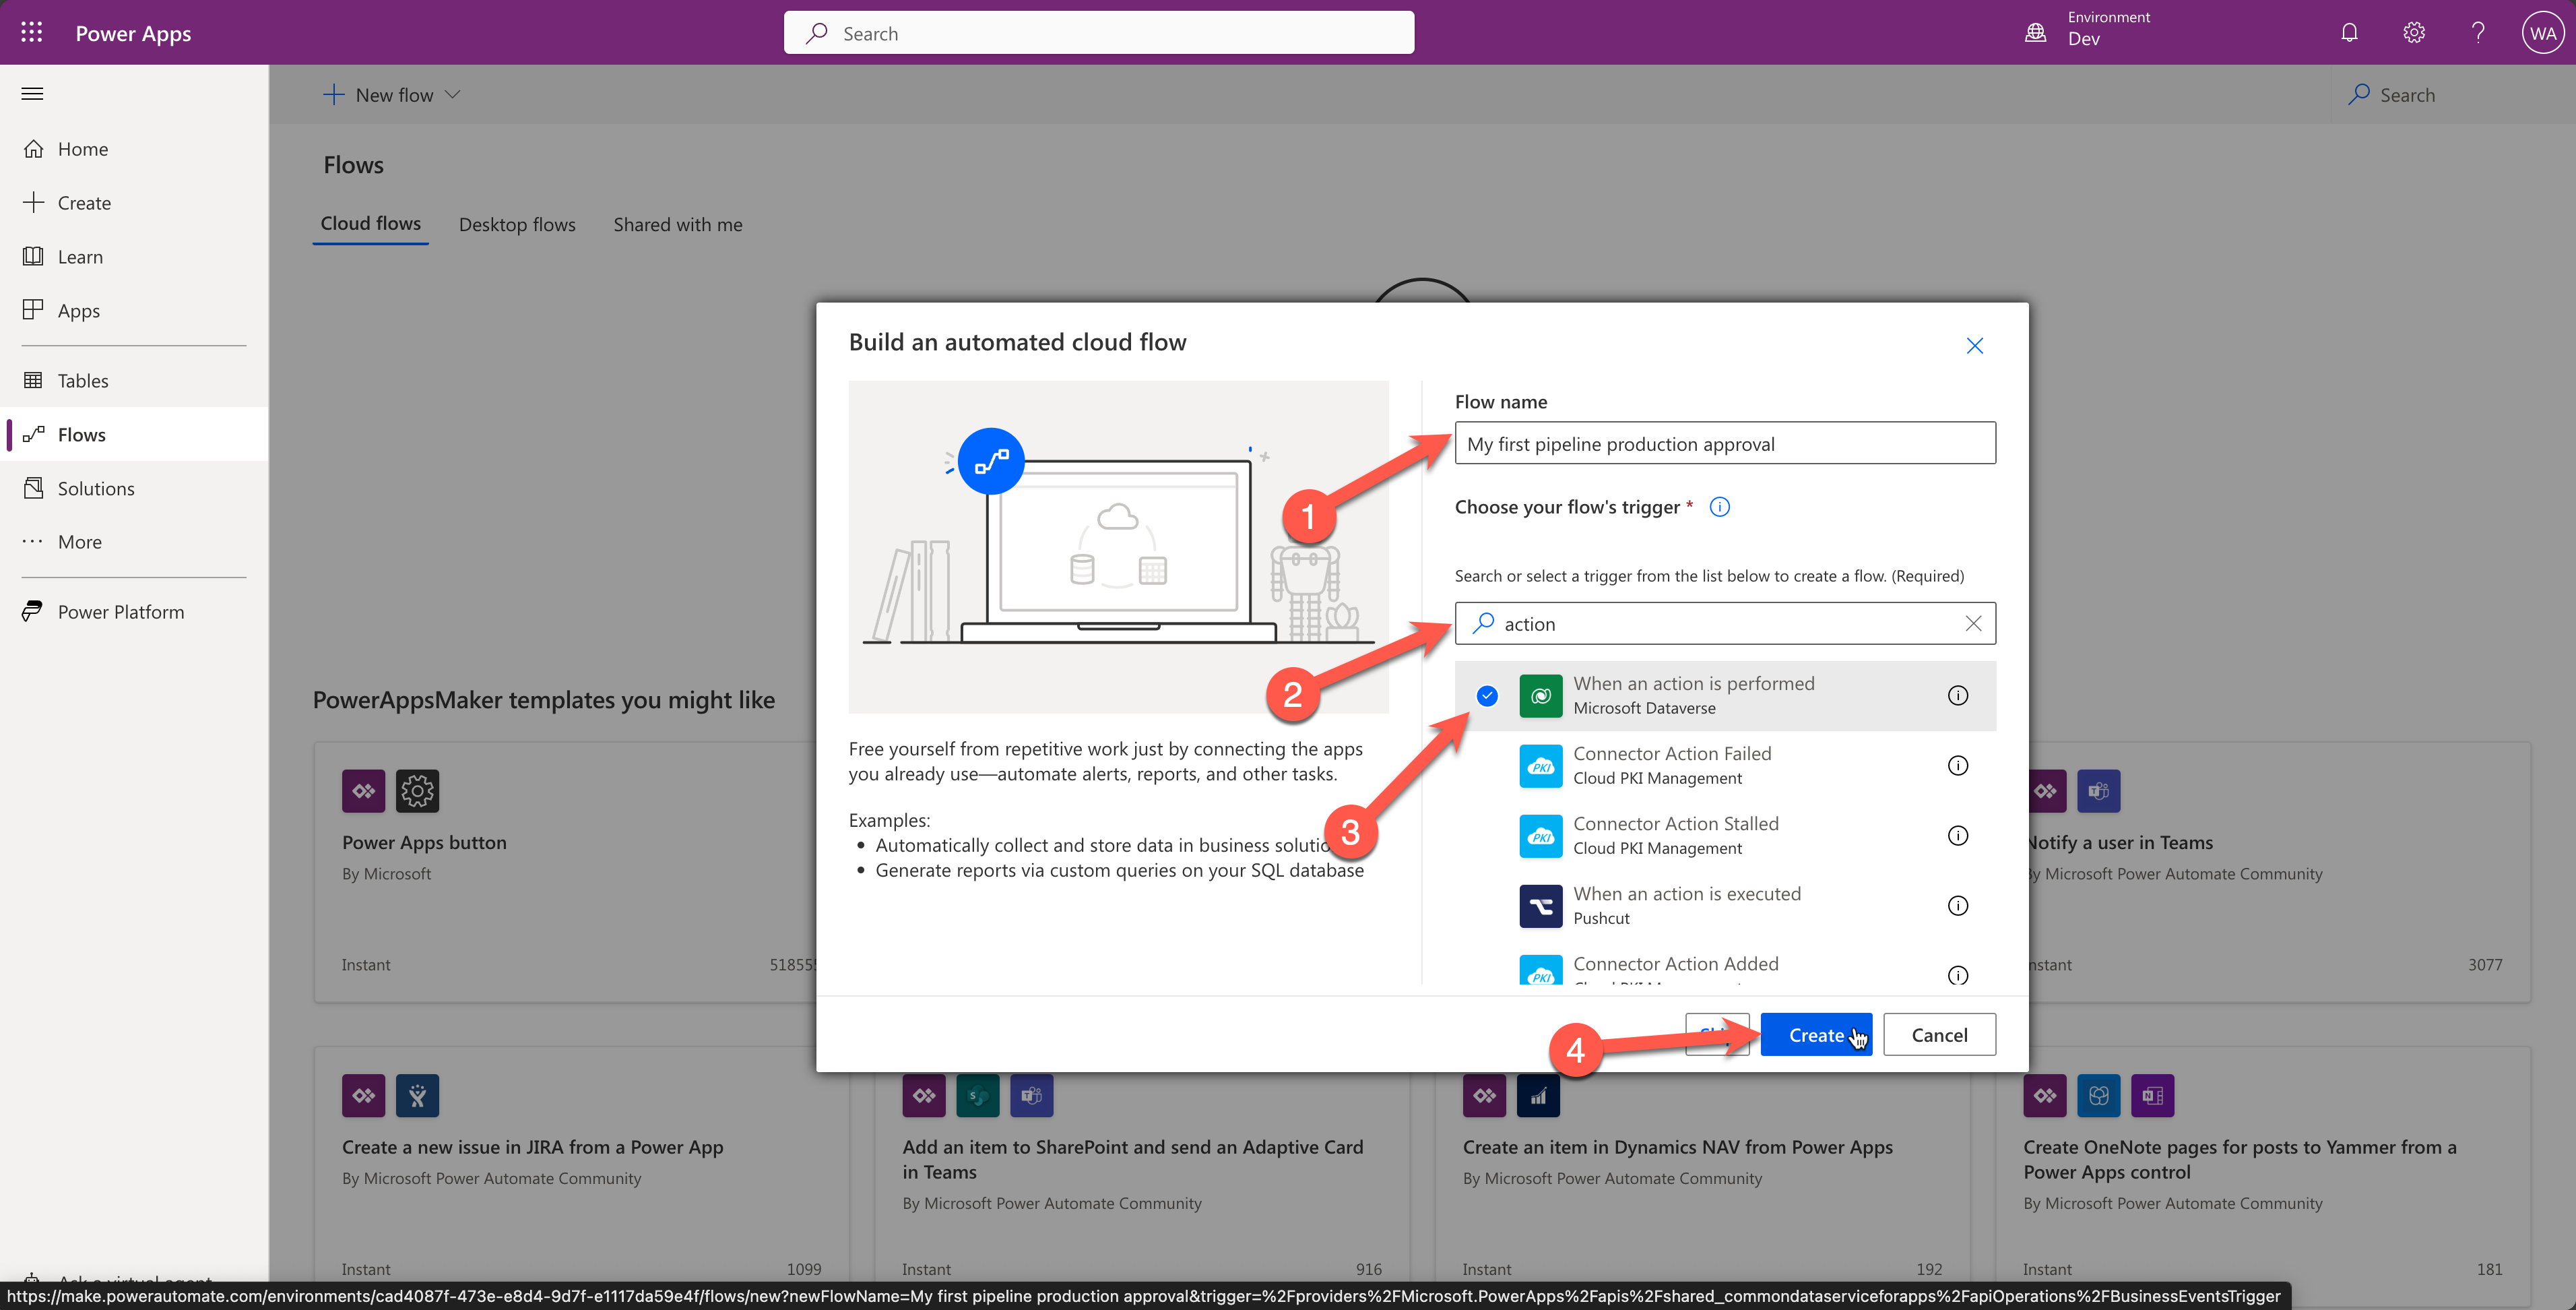 Power Apps
Search
Environment
Dev
WA
New flow
Search
Home
Create
Learn
Apps
Tables
Flows
Solutions
More
Power Platform
Flows
Cloud flows
Desktop flows
Shared with me
Build an automated cloud flow
Free yourself from repetitive work just by connecting the apps
you already use—automate alerts, reports, and other tasks.
Examples:
• Automatically collect and store data in business
• Generate reports via custom queries on your SQL database
Flow name
My first pipeline production approval
Choose your flow's trigger *
Search or select a trigger from the list below to create a flow. (Required)
action
When an action is performed
Microsoft Dataverse
PKI
Connector Action Failed
Cloud PKI Management
PKI
Connector Action Stalled
Cloud PKI Management
When an action is executed
Pushcut
PKI
Connector Action Added
1
2
3
4
Create
Cancel
PowerAppsMaker templates you might like
Power Apps button
By Microsoft
Instant
Notify a user in Teams
By Microsoft Power Automate Community
Instant
3077
Create a new issue in JIRA from a Power App
By Microsoft Power Automate Community
Instant
1099
Add an item to SharePoint and send an Adaptive Card
in Teams
By Microsoft Power Automate Community
Instant
916
Create an item in Dynamics NAV from Power Apps
By Microsoft Power Automate Community
Instant
192
Create OneNote pages for posts to Yammer from a
Power Apps control
By Microsoft Power Automate Community
Instant
181
https://make.powerautomate.com/environments/cad4087f-473e-e8d4-9d7f-e1117da59e4f/flows/new?newFlowName=My first pipeline production approval&trigger=%2Fproviders%2FMicrosoft.PowerApps%2Fapis%2Fshared_commondataserviceforapps%2FapiOperations%2FBusinessEventsTrigger